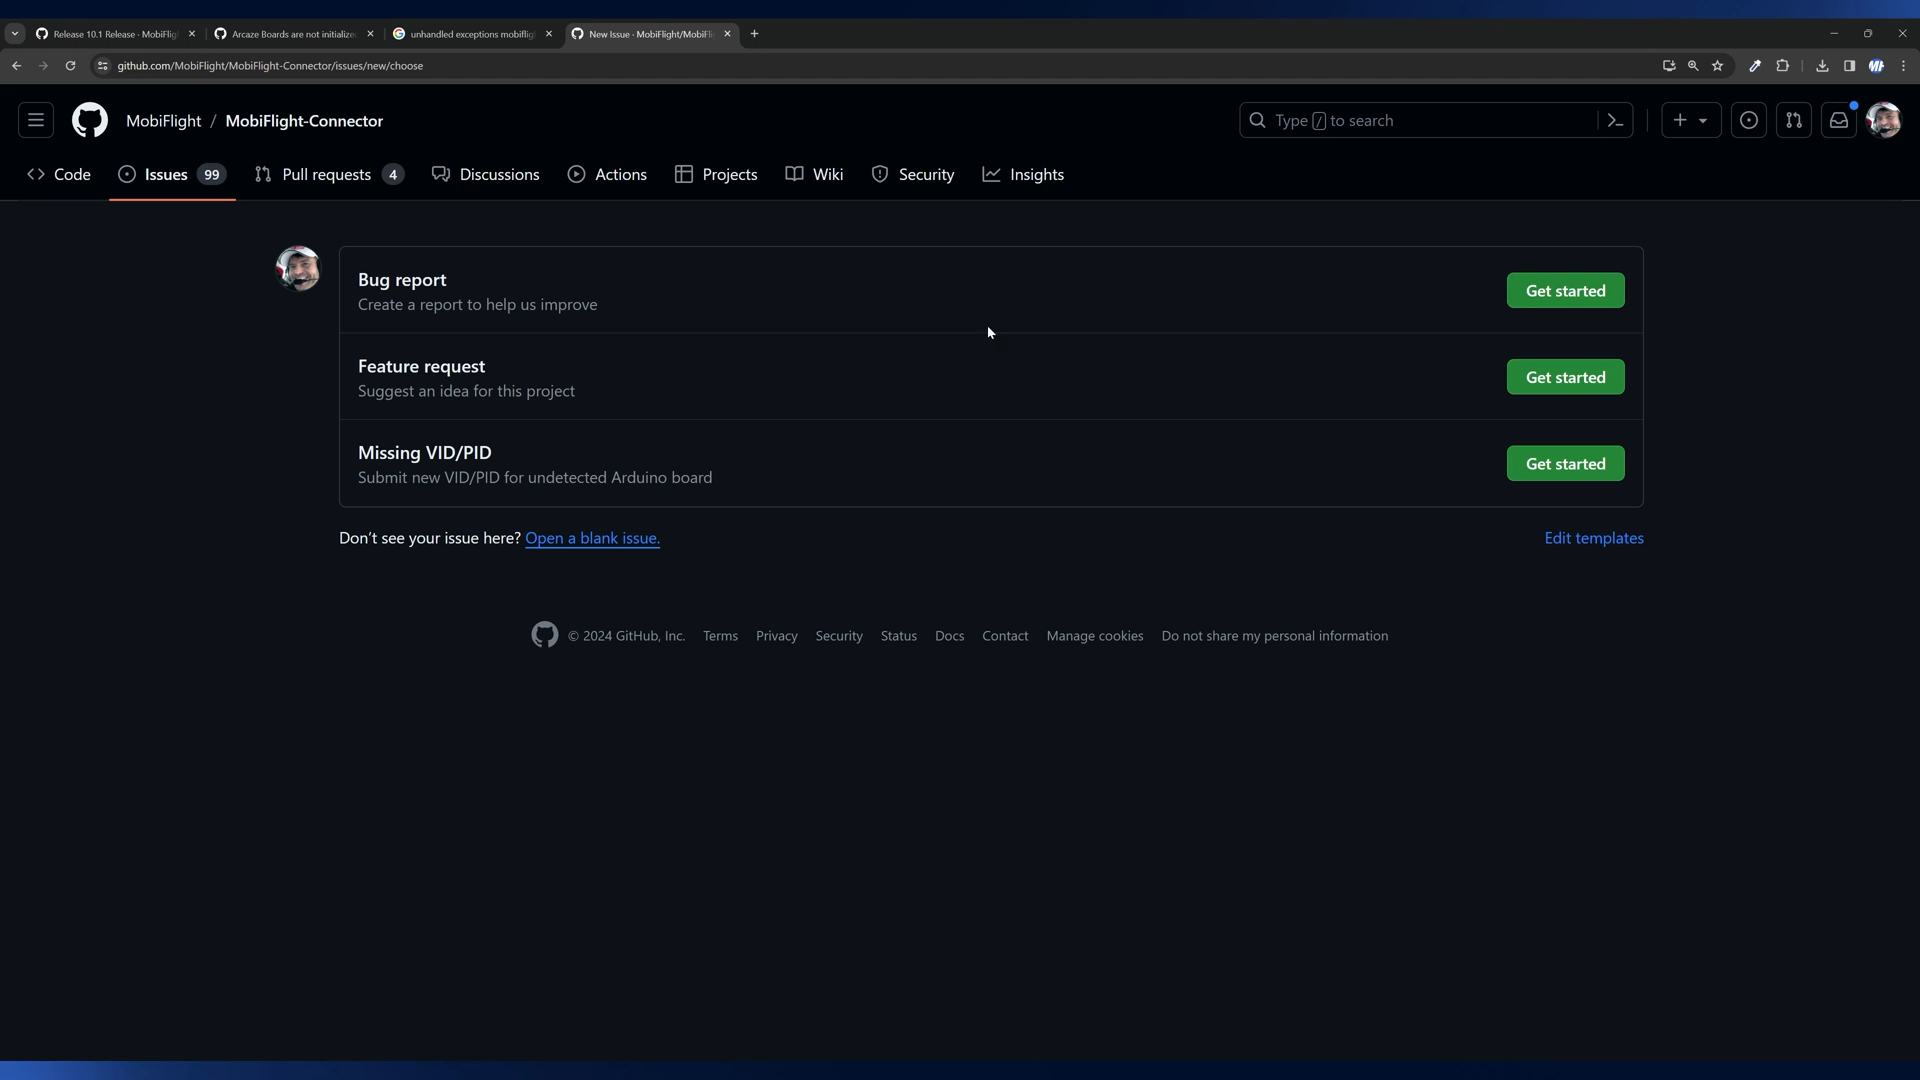 Release 10.1 Release · MobiFlig
Arcaze Boards are not initialize
unhandled exceptions mobiflig
New Issue · MobiFlight/MobiFli
github.com/MobiFlight/MobiFlight-Connector/issues/new/choose
MobiFlight / MobiFlight-Connector
Type / to search
Code
Issues 99
Pull requests 4
Discussions
Actions
Projects
Wiki
Security
Insights
Bug report
Create a report to help us improve
Get started
Feature request
Suggest an idea for this project
Get started
Missing VID/PID
Submit new VID/PID for undetected Arduino board
Get started
Don’t see your issue here? Open a blank issue.
Edit templates
© 2024 GitHub, Inc. Terms Privacy Security Status Docs Contact Manage cookies Do not share my personal information